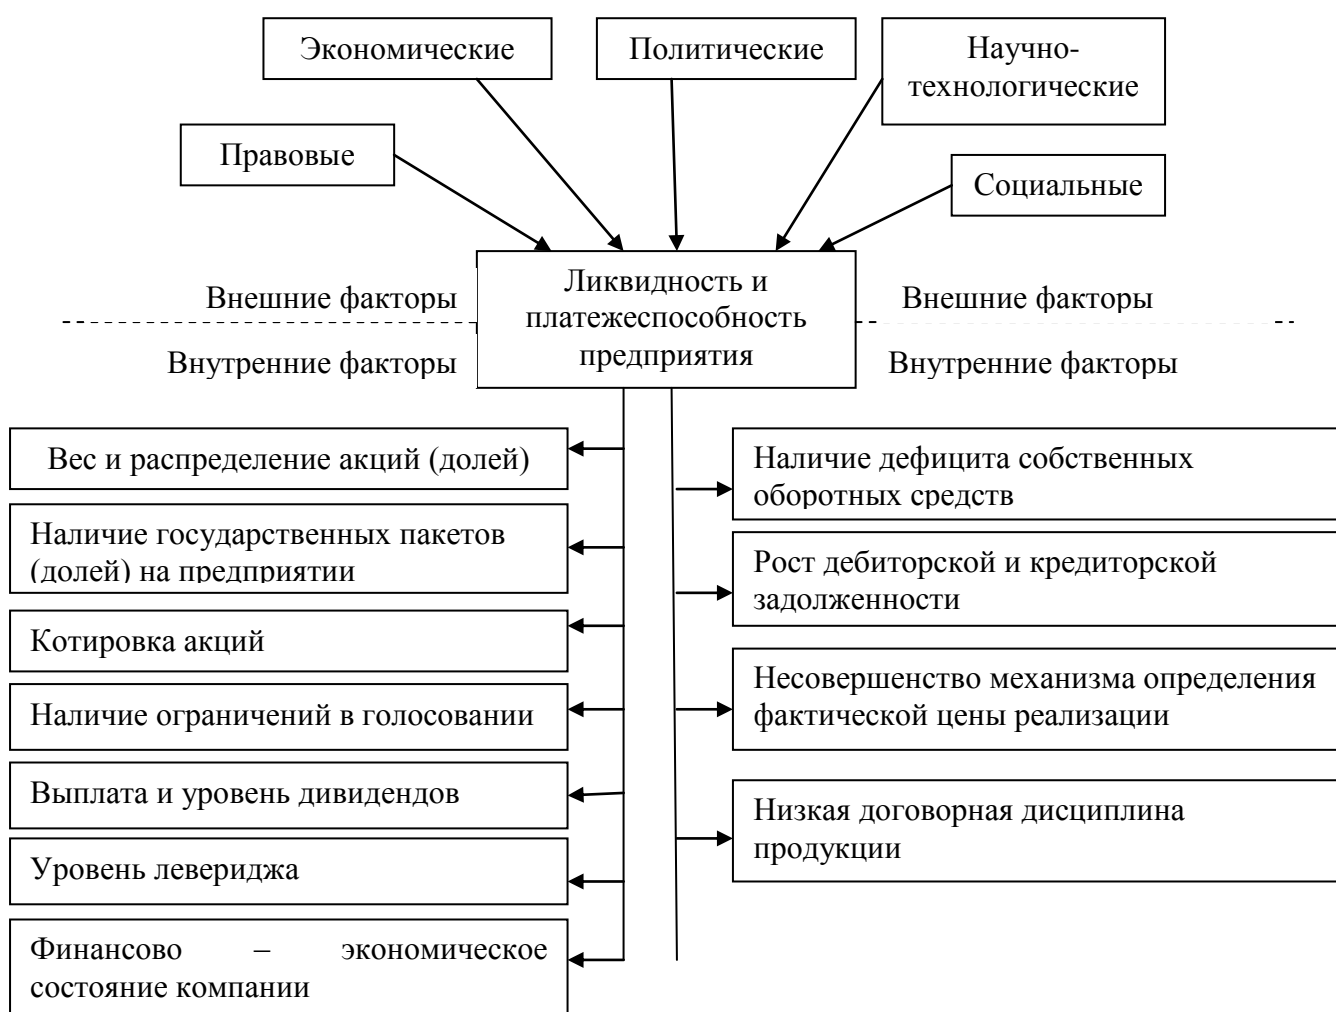 Экономические
Политические
Научно-
технологические
Правовые
Социальные
Ликвидность и
платежеспособность
предприятия
Внешние факторы
Внешние факторы
Внутренние факторы
Внутренние факторы
Вес и распределение акций (долей)
Наличие государственных пакетов
(долей) на предприятии
Котировка акций
Наличие ограничений в голосовании
Выплата и уровень дивидендов
Уровень левериджа
Финансово – экономическое
состояние компании
Наличие дефицита собственных
оборотных средств
Рост дебиторской и кредиторской
задолженности
Несовершенство механизма определения
фактической цены реализации
Низкая договорная дисциплина
продукции